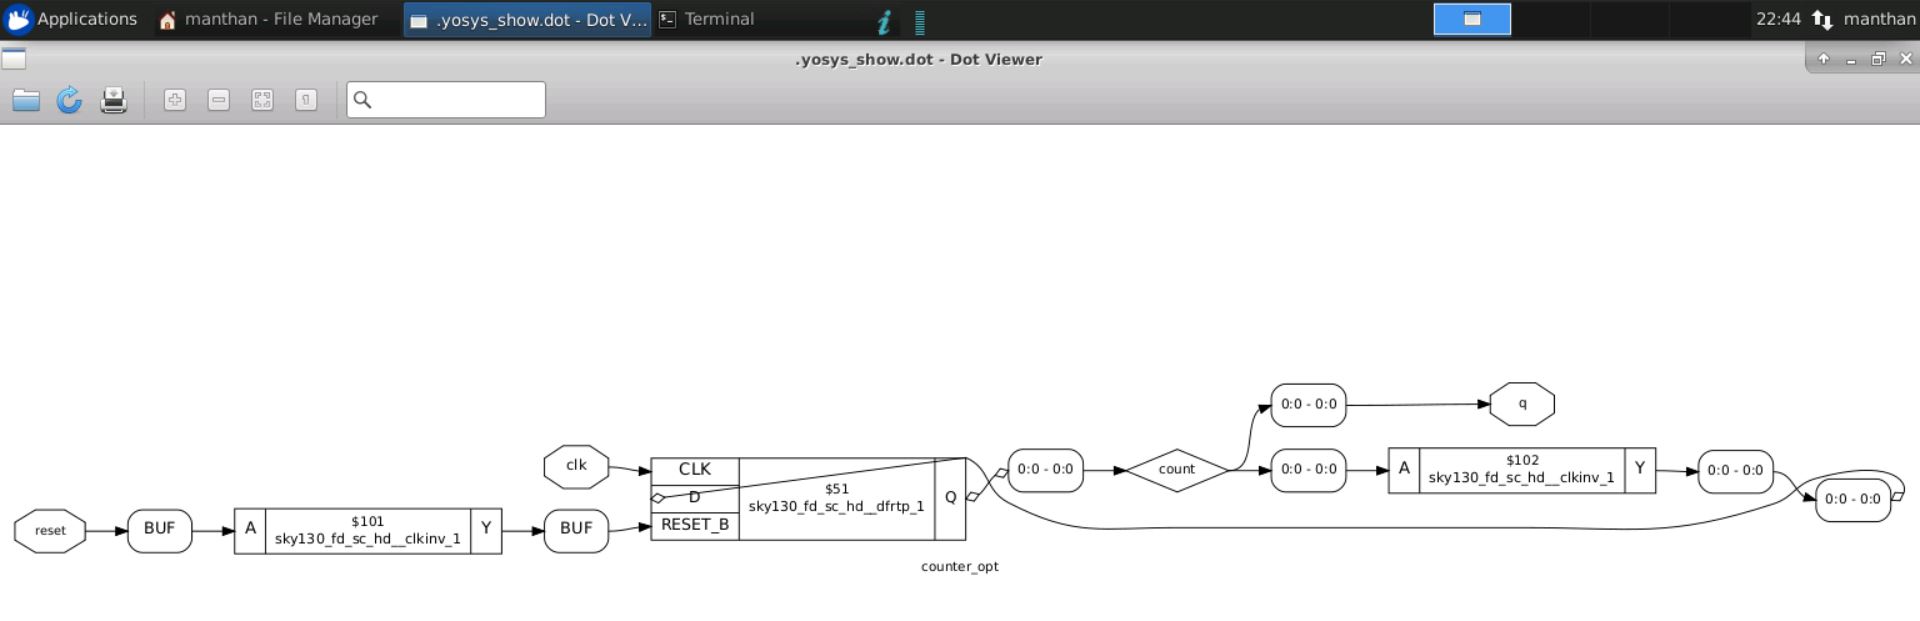 Applications
manthan - File Manager
.yosys_show.dot - Dot V...
Terminal
22:44
manthan
.yosys_show.dot - Dot Viewer
0:0 - 0:0
q
clk
CLK
D
RESET_B
$51
sky130_fd_sc_hd__dfrtp_1
Q
0:0 - 0:0
count
0:0 - 0:0
A
$102
sky130_fd_sc_hd__clkinv_1
Y
0:0 - 0:0
0:0 - 0:0
reset
BUF
A
$101
sky130_fd_sc_hd__clkinv_1
Y
BUF
counter_opt